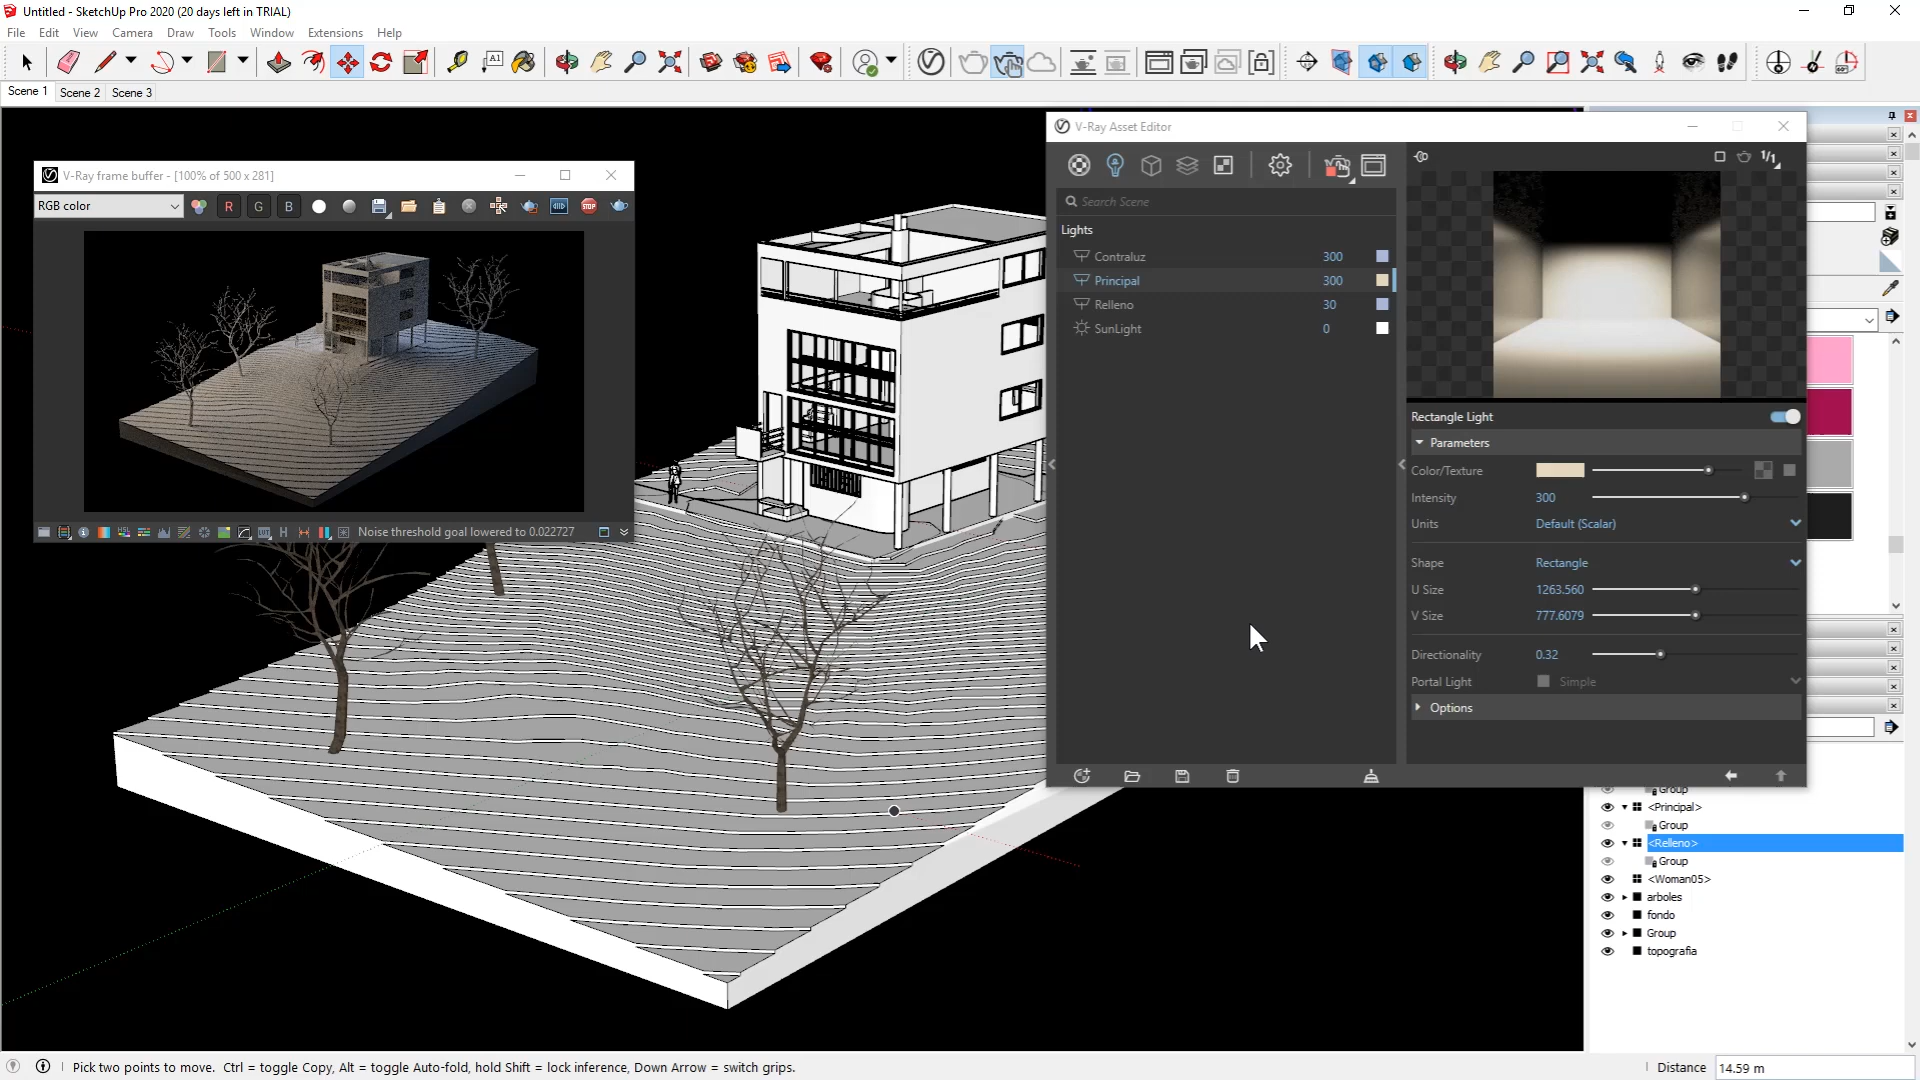 Untitled - SketchUp Pro 2020 (20 days left in TRIAL)
File Edit View Camera Draw Tools Window Extensions Help
Scene 1 Scene 2 Scene 3
V-Ray frame buffer - [100% of 500 x 281]
RGB color R G B
Noise threshold goal lowered to 0.022727
V-Ray Asset Editor
1/1
Search Scene
Lights
Contraluz 300
Principal 300
Relleno 30
SunLight 0
Rectangle Light
Parameters
Color/Texture
Intensity 300
Units Default (Scalar)
Shape Rectangle
U Size 1263.560
V Size 777.6079
Directionality 0.32
Portal Light Simple
Options
Group
<Principal>
Group
<Relleno>
Group
<Woman05>
arboles
fondo
Group
topografia
Pick two points to move. Ctrl = toggle Copy, Alt = toggle Auto-fold, hold Shift = lock inference, Down Arrow = switch grips.
Distance 14.59 m